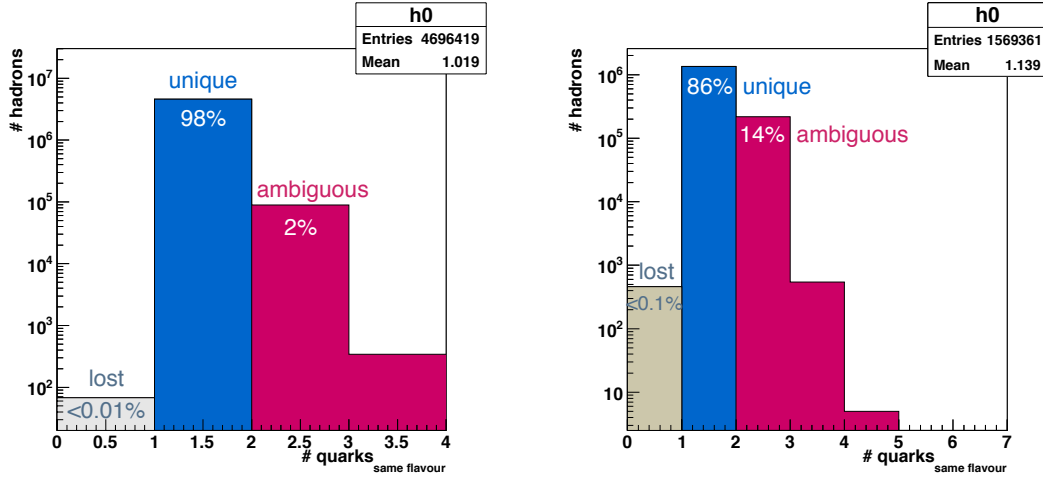 h0
Entries 4696419
Mean 1.019
# hadrons
10^7
10^6
10^5
10^4
10^3
10^2
unique
98%
ambiguous
2%
lost
<0.01%
0 0.5 1 1.5 2 2.5 3 3.5 4
# quarks same flavour
h0
Entries 1569361
Mean 1.139
# hadrons
10^6
10^5
10^4
10^3
10^2
10
86% unique
14% ambiguous
lost
<0.1%
0 1 2 3 4 5 6 7
# quarks same flavour